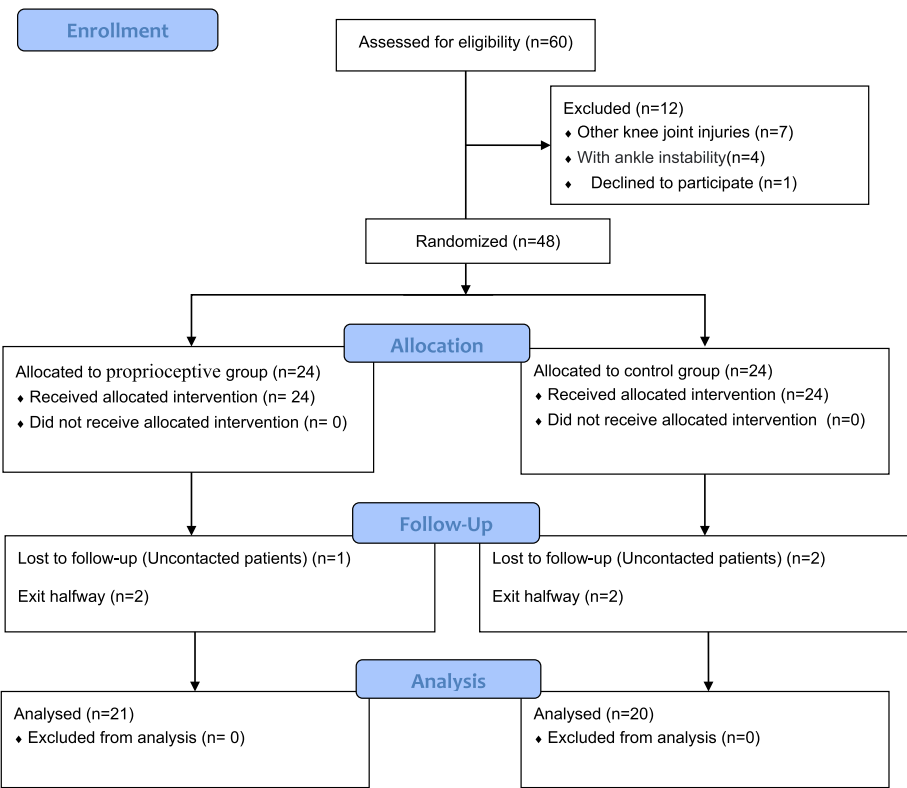 Enrollment
Assessed for eligibility (n=60)
Excluded (n=12)
♦ Other knee joint injuries (n=7)
♦ With ankle instability(n=4)
♦ Declined to participate (n=1)
Randomized (n=48)
Allocation
Allocated to proprioceptive group (n=24)
♦ Received allocated intervention (n= 24)
♦ Did not receive allocated intervention (n= 0)
Allocated to control group (n=24)
♦ Received allocated intervention (n=24)
♦ Did not receive allocated intervention (n=0)
Follow-Up
Lost to follow-up (Uncontacted patients) (n=1)
Exit halfway (n=2)
Lost to follow-up (Uncontacted patients) (n=2)
Exit halfway (n=2)
Analysis
Analysed (n=21)
♦ Excluded from analysis (n= 0)
Analysed (n=20)
♦ Excluded from analysis (n=0)